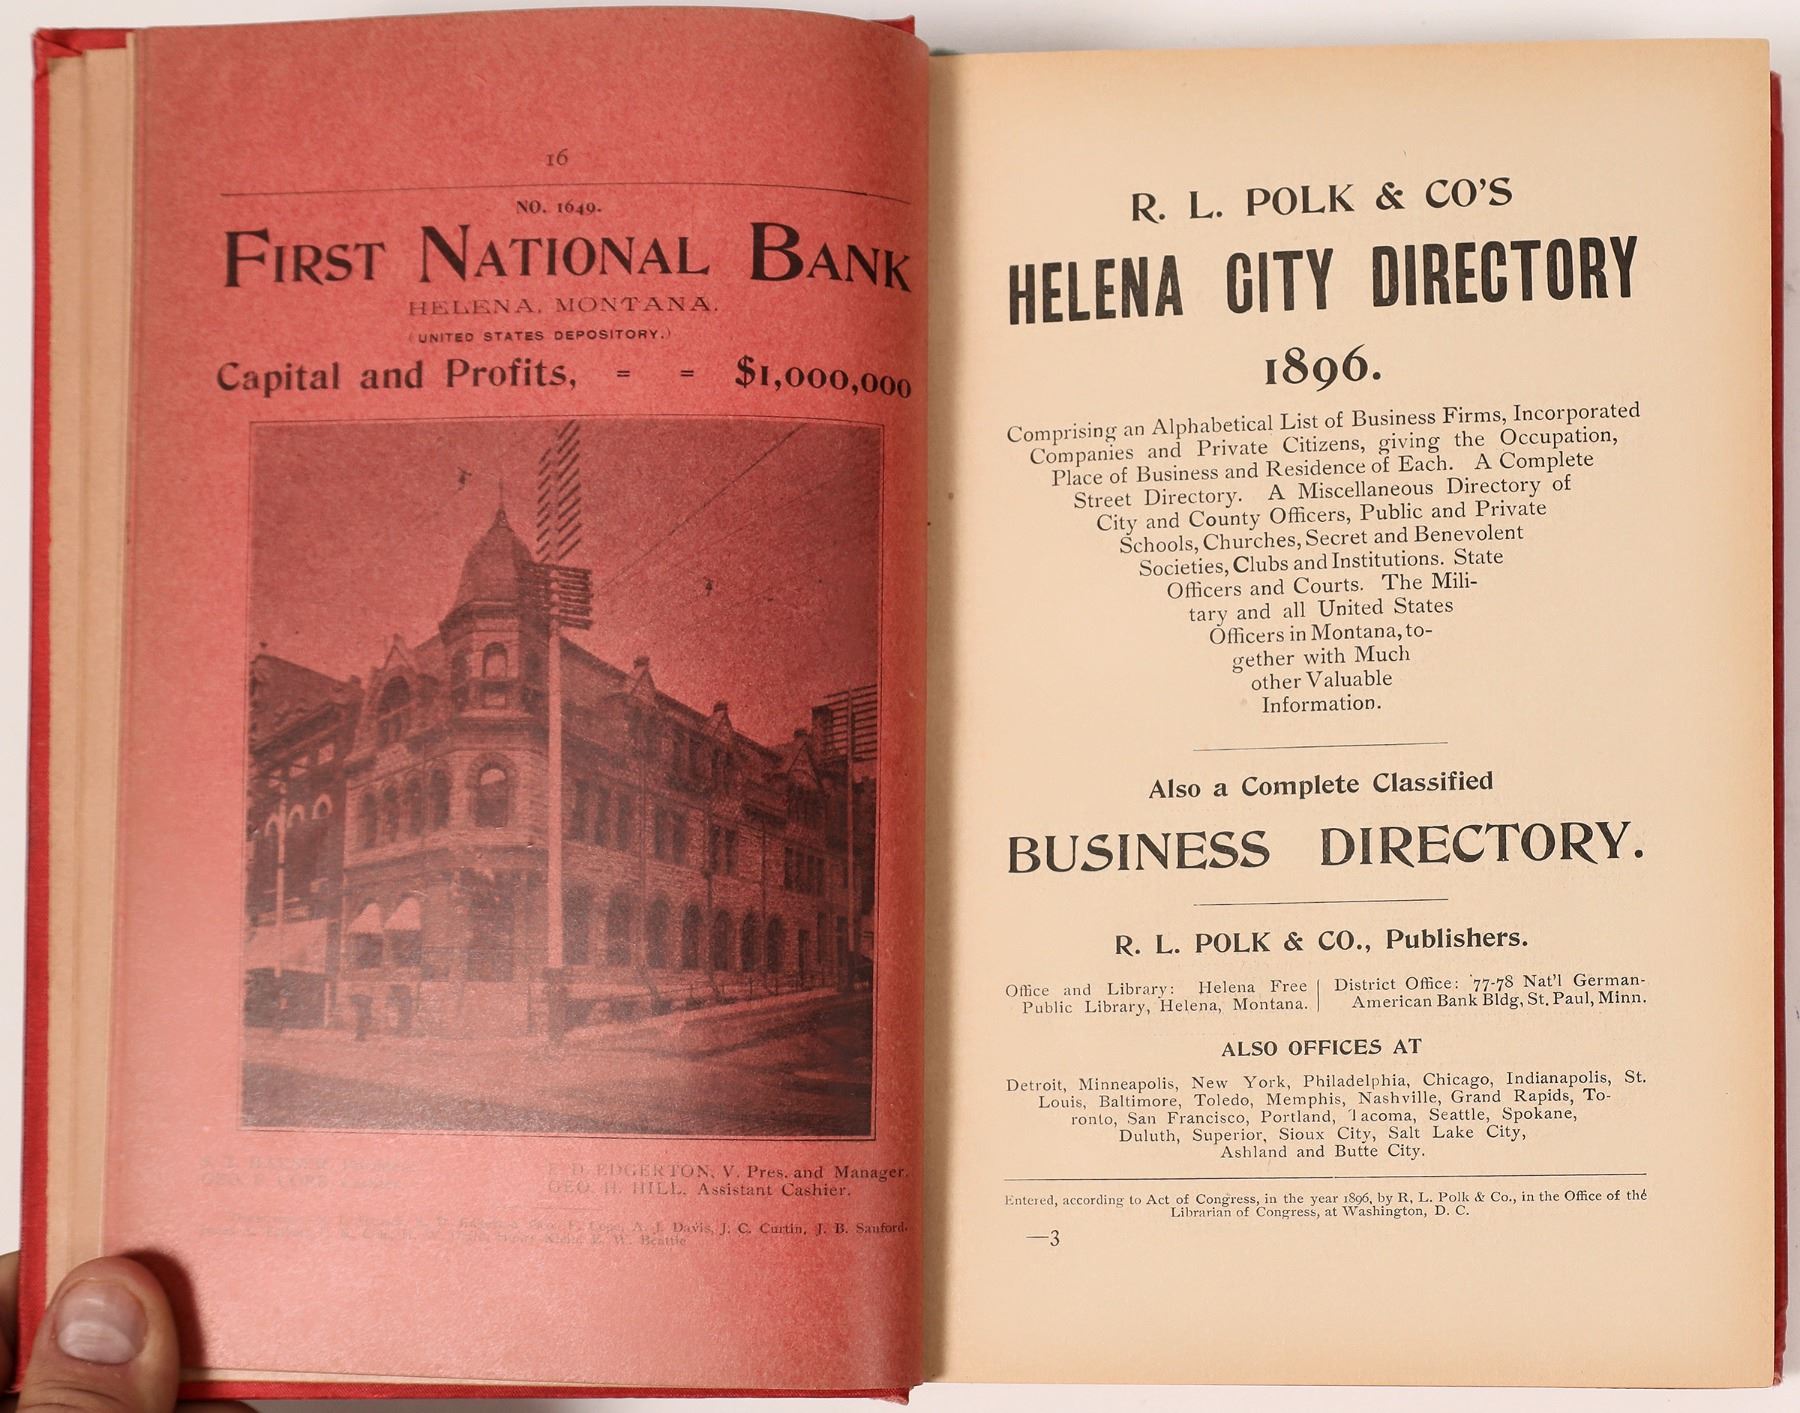 16
NO. 1649.
FIRST NATIONAL BANK
HELENA, MONTANA.
(UNITED STATES DEPOSITORY.)
Capital and Profits, = = $1,000,000
E. D. EDGERTON, V. Pres. and Manager.
GEO. H. HILL, Assistant Cashier.
A. J. Davis, J. C. Curtin, J. B. Sanford,
E. W. Beattie
R. L. POLK & CO'S
HELENA CITY DIRECTORY
1896.
Comprising an Alphabetical List of Business Firms, Incorporated
Companies and Private Citizens, giving the Occupation,
Place of Business and Residence of Each. A Complete
Street Directory. A Miscellaneous Directory of
City and County Officers, Public and Private
Schools, Churches, Secret and Benevolent
Societies, Clubs and Institutions. State
Officers and Courts. The Mili-
tary and all United States
Officers in Montana, to-
gether with Much
other Valuable
Information.
Also a Complete Classified
BUSINESS DIRECTORY.
R. L. POLK & CO., Publishers.
Office and Library: Helena Free
Public Library, Helena, Montana.
District Office: '77-78 Nat'l German-
American Bank Bldg, St. Paul, Minn.
ALSO OFFICES AT
Detroit, Minneapolis, New York, Philadelphia, Chicago, Indianapolis, St.
Louis, Baltimore, Toledo, Memphis, Nashville, Grand Rapids, To-
ronto, San Francisco, Portland, Tacoma, Seattle, Spokane,
Duluth, Superior, Sioux City, Salt Lake City,
Ashland and Butte City.
Entered, according to Act of Congress, in the year 1896, by R, L. Polk & Co., in the Office of the
Librarian of Congress, at Washington, D. C.
—3